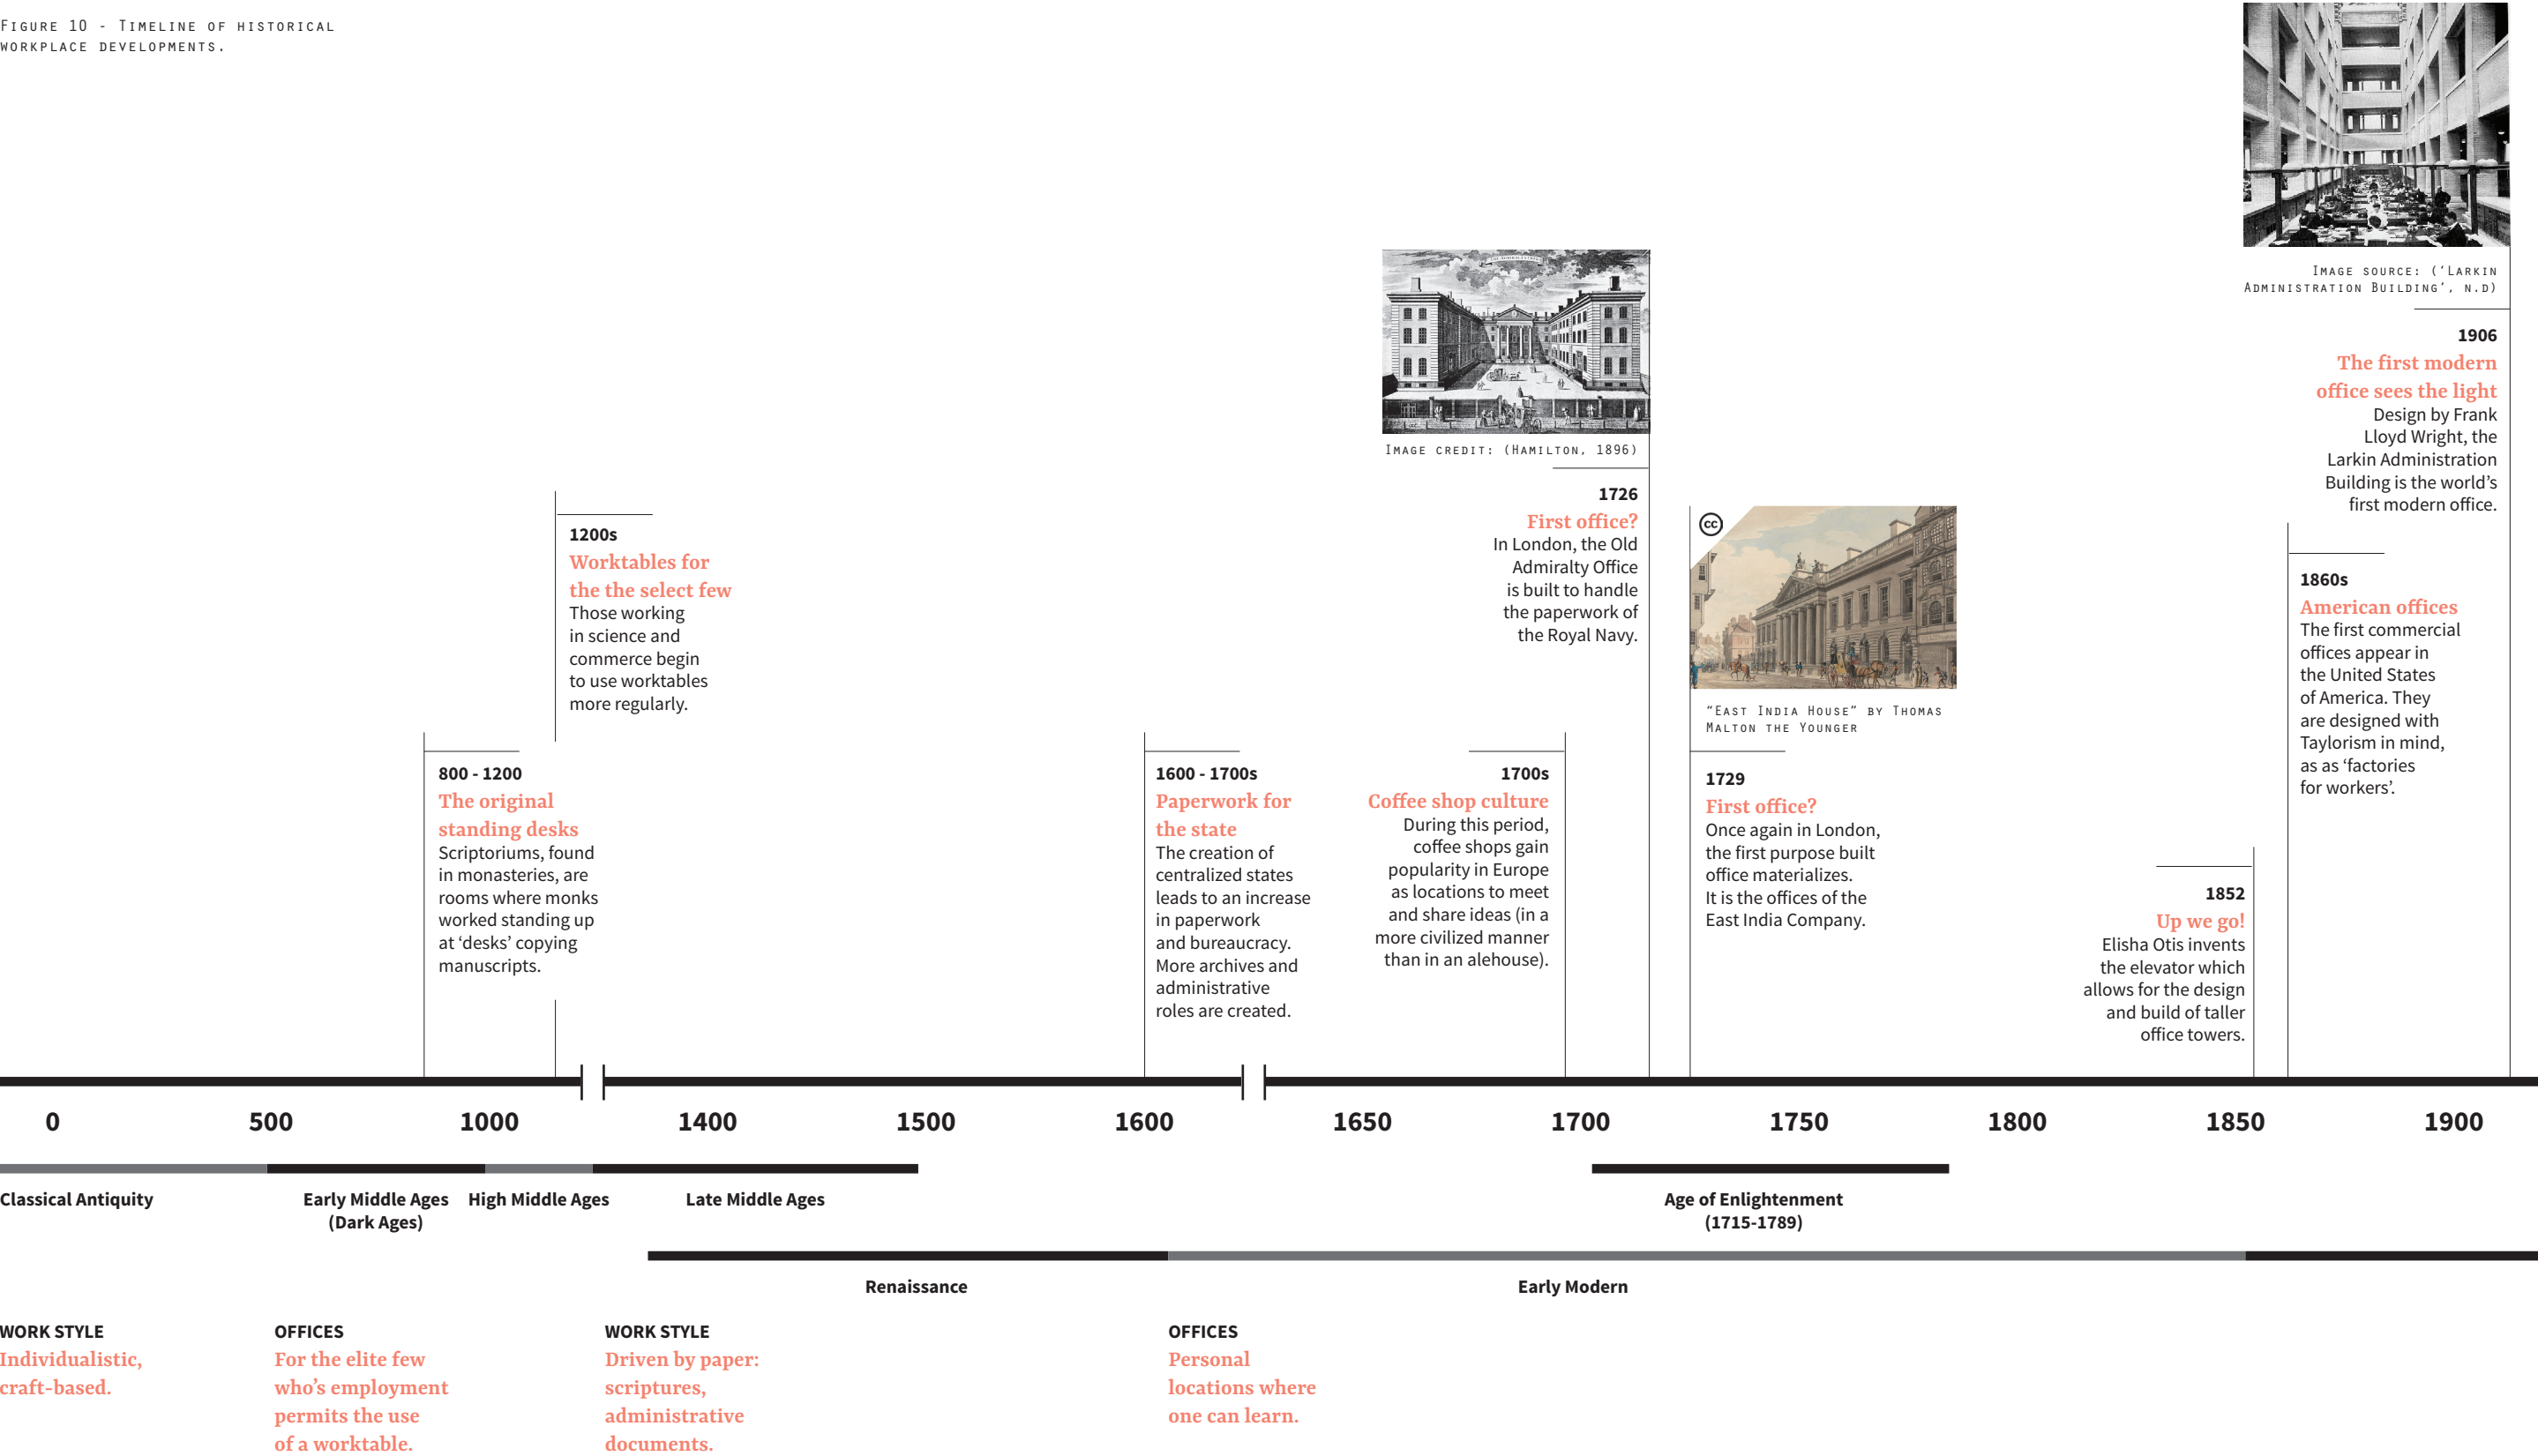 Figure 10 - Timeline of historical
workplace developments.
Image source: (‘Larkin
Administration Building’, n.d)
1906
The first modern
office sees the light
Design by Frank
Lloyd Wright, the
Larkin Administration
Building is the world’s
first modern office.
Image credit: (Hamilton, 1896)
1726
First office?
In London, the Old
Admiralty Office
is built to handle
the paperwork of
the Royal Navy.
1200s
Worktables for
the the select few
Those working
in science and
commerce begin
to use worktables
more regularly.
cc
“East India House” by Thomas
Malton the Younger
1729
First office?
Once again in London,
the first purpose built
office materializes.
It is the offices of the
East India Company.
1860s
American offices
The first commercial
offices appear in
the United States
of America. They
are designed with
Taylorism in mind,
as as ‘factories
for workers’.
800 - 1200
The original
standing desks
Scriptoriums, found
in monasteries, are
rooms where monks
worked standing up
at ‘desks’ copying
manuscripts.
1600 - 1700s
Paperwork for
the state
The creation of
centralized states
leads to an increase
in paperwork
and bureaucracy.
More archives and
administrative
roles are created.
1700s
Coffee shop culture
During this period,
coffee shops gain
popularity in Europe
as locations to meet
and share ideas (in a
more civilized manner
than in an alehouse).
1852
Up we go!
Elisha Otis invents
the elevator which
allows for the design
and build of taller
office towers.
0 500 1000 1400 1500 1600 1650 1700 1750 1800 1850 1900
Classical Antiquity
Early Middle Ages
(Dark Ages)
High Middle Ages
Late Middle Ages
Age of Enlightenment
(1715-1789)
Renaissance
Early Modern
WORK STYLE
Individualistic,
craft-based.
OFFICES
For the elite few
who’s employment
permits the use
of a worktable.
WORK STYLE
Driven by paper:
scriptures,
administrative
documents.
OFFICES
Personal
locations where
one can learn.